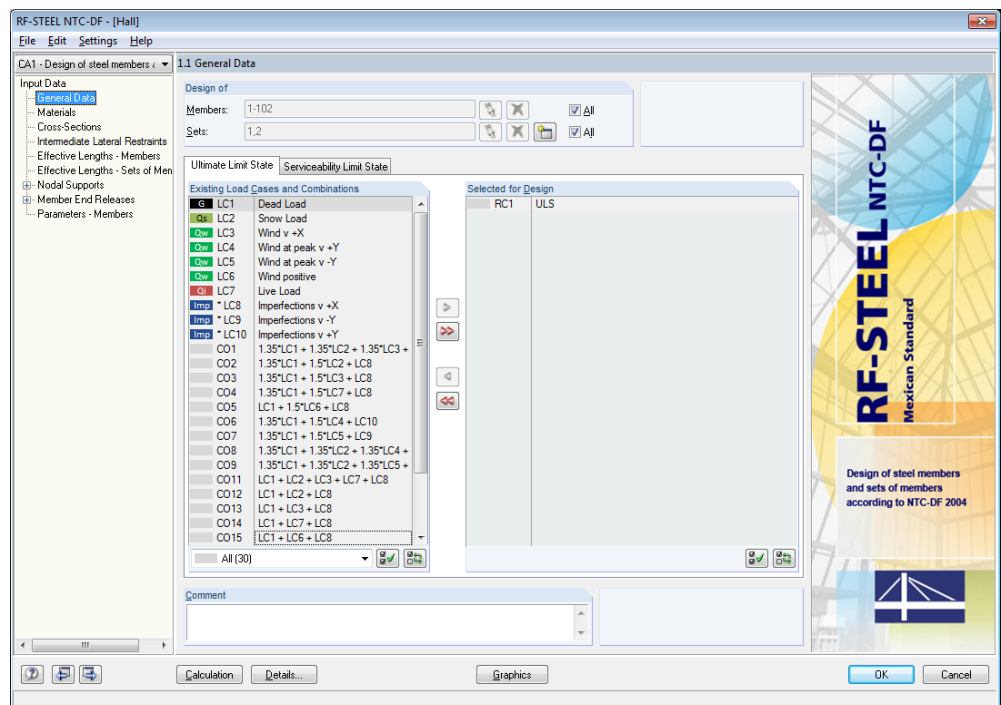 RF-STEEL NTC-DF - [Hall]
File Edit Settings Help
CA1 - Design of steel members
1.1 General Data
Input Data
General Data
Materials
Cross-Sections
Intermediate Lateral Restraints
Effective Lengths - Members
Effective Lengths - Sets of Men
Nodal Supports
Member End Releases
Parameters - Members
Design of
Members: 1-102 All
Sets: 1,2 All
Ultimate Limit State Serviceability Limit State
Existing Load Cases and Combinations
G LC1 Dead Load
Qs LC2 Snow Load
Qw LC3 Wind v +X
Qw LC4 Wind at peak v +Y
Qw LC5 Wind at peak v -Y
Qw LC6 Wind positive
Qi LC7 Live Load
Imp * LC8 Imperfections v +X
Imp * LC9 Imperfections v -Y
Imp * LC10 Imperfections v +Y
CO1 1.35*LC1 + 1.35*LC2 + 1.35*LC3 +
CO2 1.35*LC1 + 1.5*LC2 + LC8
CO3 1.35*LC1 + 1.5*LC3 + LC8
CO4 1.35*LC1 + 1.5*LC7 + LC8
CO5 LC1 + 1.5*LC6 + LC8
CO6 1.35*LC1 + 1.5*LC4 + LC10
CO7 1.35*LC1 + 1.5*LC5 + LC9
CO8 1.35*LC1 + 1.35*LC2 + 1.35*LC4 +
CO9 1.35*LC1 + 1.35*LC2 + 1.35*LC5 +
CO11 LC1 + LC2 + LC3 + LC7 + LC8
CO12 LC1 + LC2 + LC8
CO13 LC1 + LC3 + LC8
CO14 LC1 + LC7 + LC8
CO15 LC1 + LC6 + LC8
All (30)
Selected for Design
RC1 ULS
Comment
RF-STEEL NTC-DF
Mexican Standard
Design of steel members
and sets of members
according to NTC-DF 2004
Calculation Details... Graphics OK Cancel